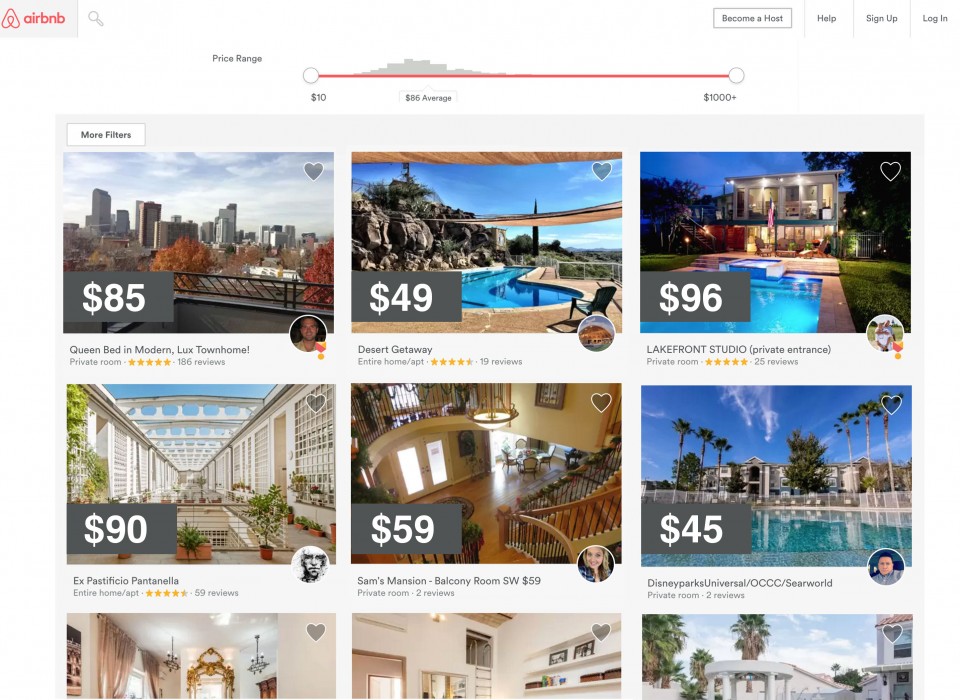 airbnb
Become a Host
Help
Sign Up
Log In
Price Range
$10
$86 Average
$1000+
More Filters
$85
$49
$96
Queen Bed in Modern, Lux Townhome!
Private room · 186 reviews
Desert Getaway
Entire home/apt · 19 reviews
LAKEFRONT STUDIO (private entrance)
Private room · 25 reviews
$90
$59
$45
Ex Pastificio Pantanella
Entire home/apt · 59 reviews
Sam's Mansion - Balcony Room SW $59
Private room · 2 reviews
DisneyparksUniversal/OCCC/Searworld
Private room · 2 reviews